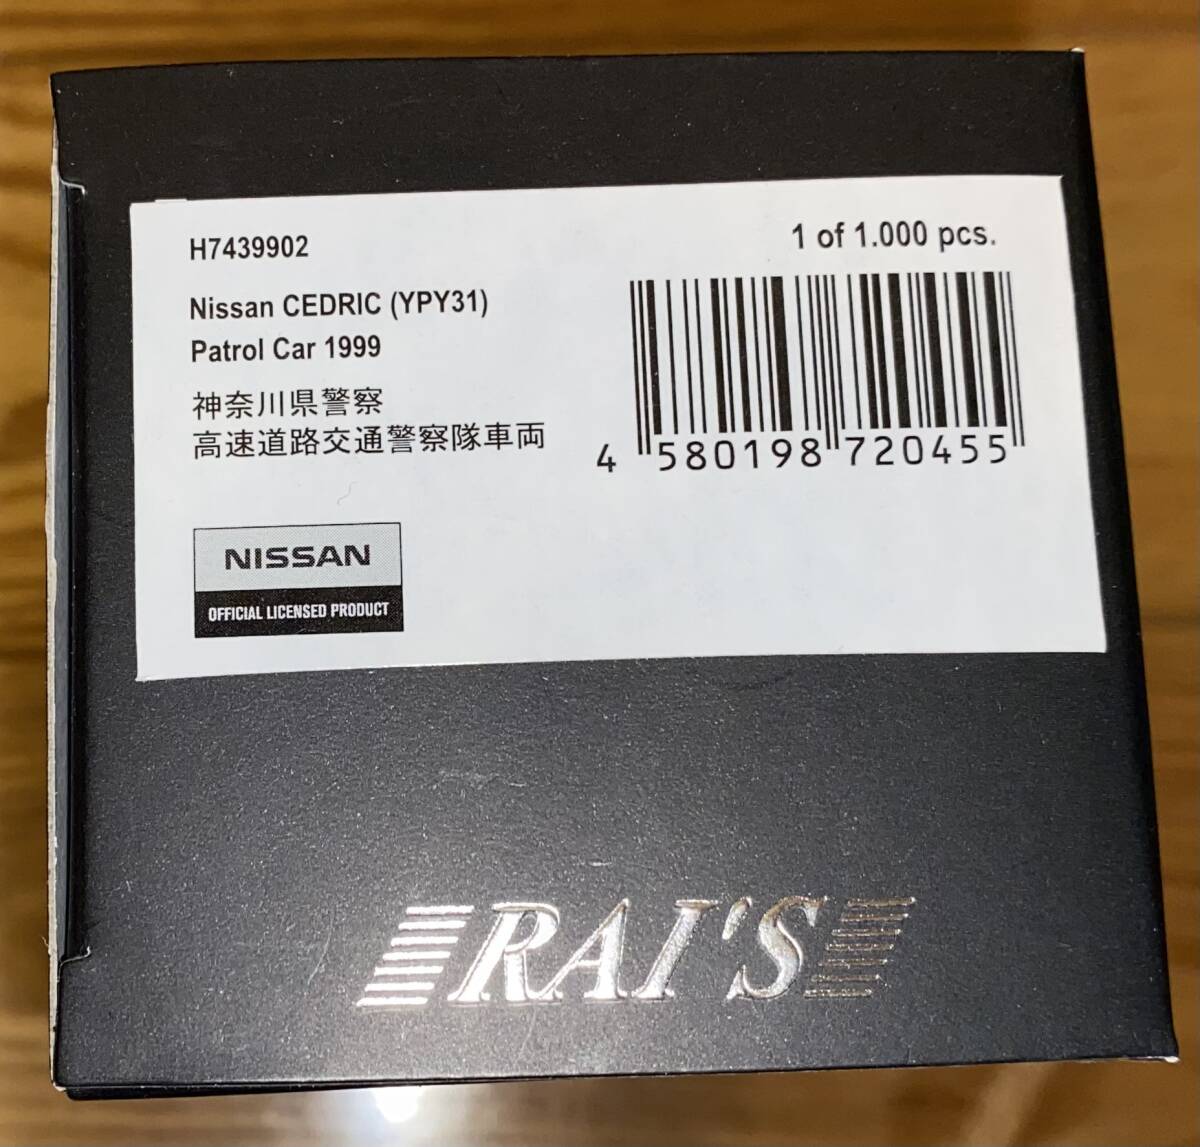 H7439902
1 of 1.000 pcs.
Nissan CEDRIC (YPY31)
Patrol Car 1999
神奈川県警察
高速道路交通警察隊車両
4 580198 720455
NISSAN
OFFICIAL LICENSED PRODUCT
RAI'S